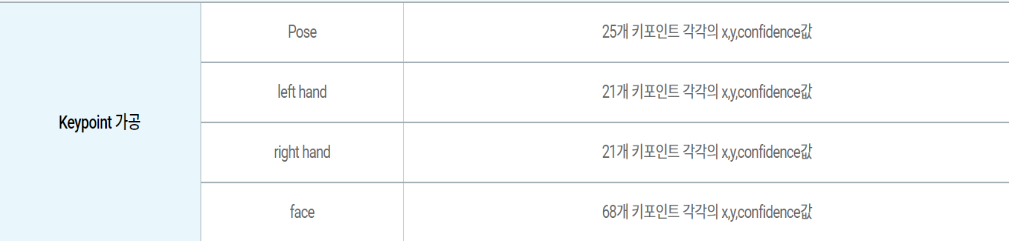 Keypoint 가공
Pose
25개 키포인트 각각의 x,y,confidence값
left hand
21개 키포인트 각각의 x,y,confidence값
right hand
21개 키포인트 각각의 x,y,confidence값
face
68개 키포인트 각각의 x,y,confidence값